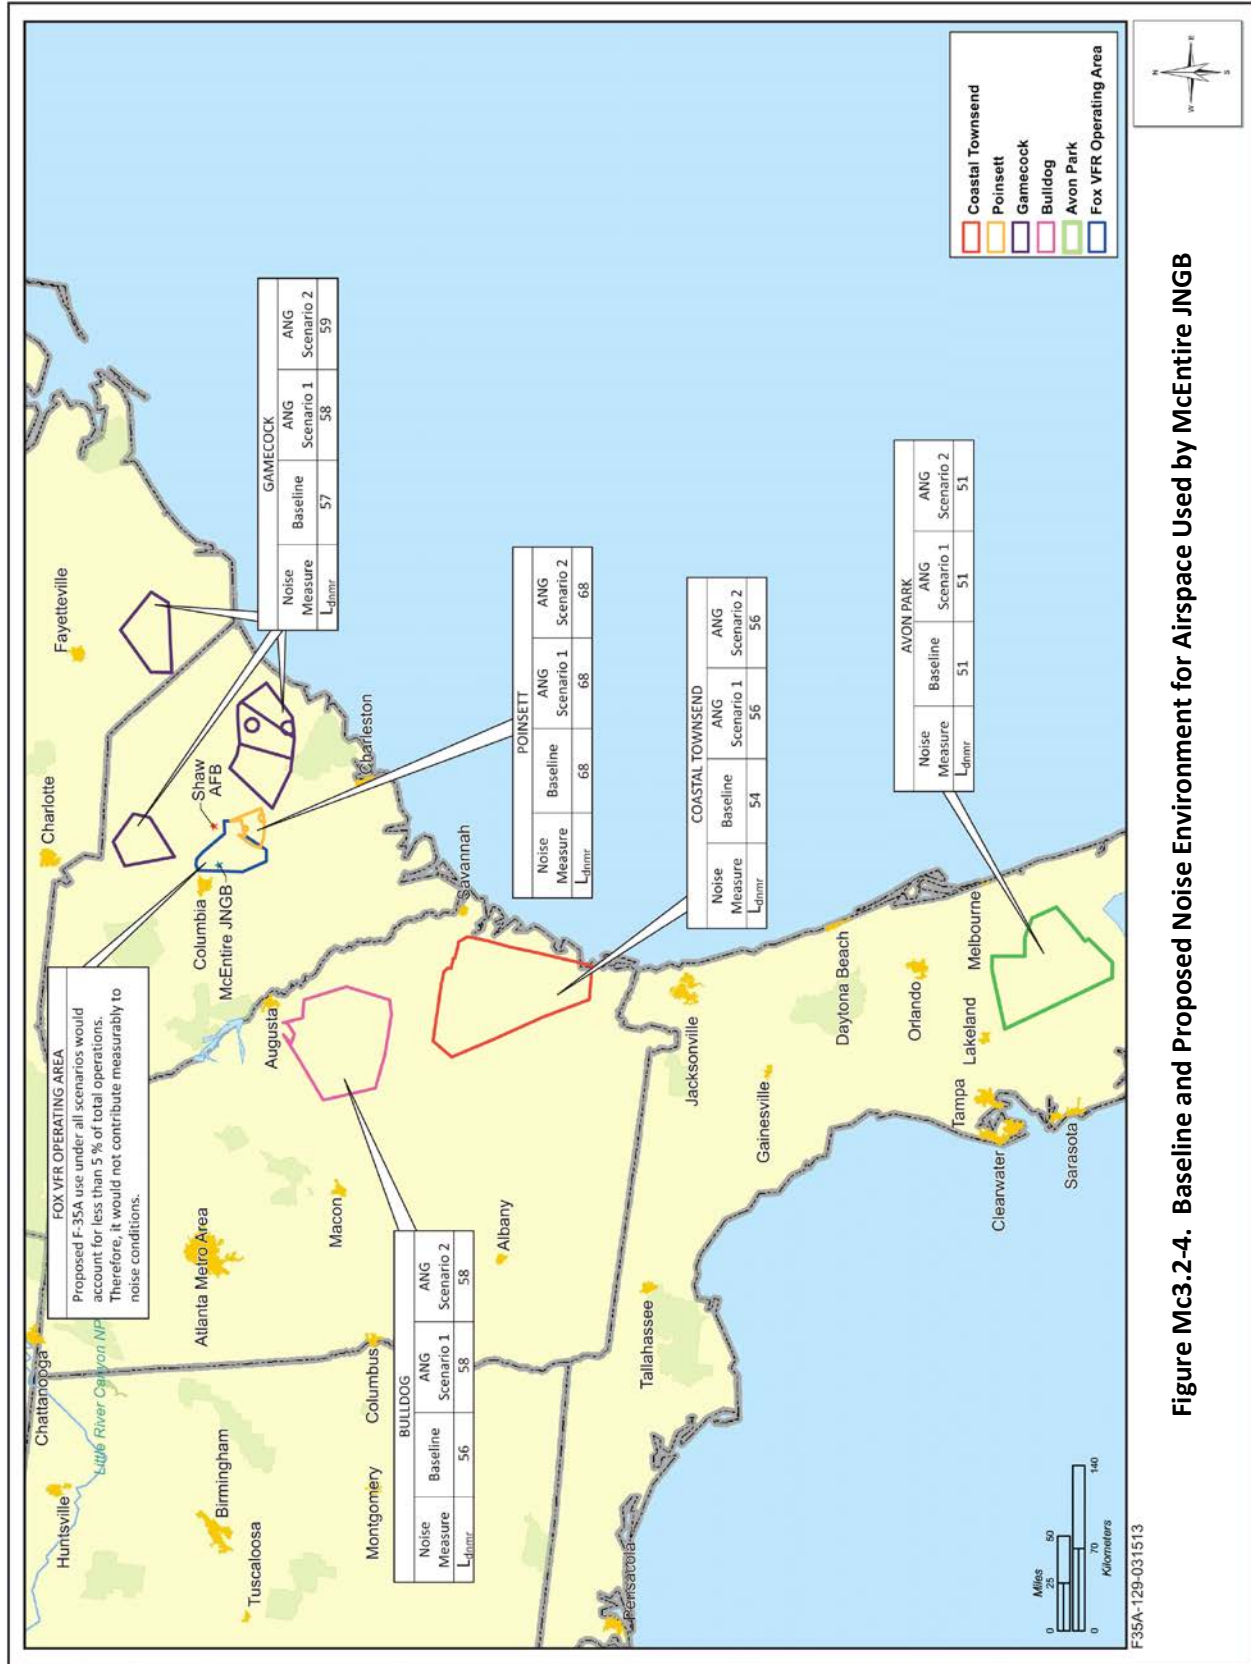 Huntsville
Chattanooga
Little River Canyon NP
Birmingham
Tuscaloosa
Montgomery
Columbus
Atlanta Metro Area
Macon
Albany
Tallahassee
Pensacola
Augusta
Columbia
McEntire JNGB
Shaw
AFB
Charlotte
Fayetteville
Charleston
Savannah
Jacksonville
Gainesville
Daytona Beach
Orlando
Melbourne
Lakeland
Tampa
Clearwater
Sarasota
FOX VFR OPERATING AREA
Proposed F-35A use under all scenarios would
account for less than 5 % of total operations.
Therefore, it would not contribute measurably to
noise conditions.
GAMECOCK
Noise Measure Baseline ANG Scenario 1 ANG Scenario 2
Ldnmr 57 58 59
POINSETT
Noise Measure Baseline ANG Scenario 1 ANG Scenario 2
Ldnmr 68 68 68
COASTAL TOWNSEND
Noise Measure Baseline ANG Scenario 1 ANG Scenario 2
Ldnmr 54 56 56
BULLDOG
Noise Measure Baseline ANG Scenario 1 ANG Scenario 2
Ldnmr 56 58 58
AVON PARK
Noise Measure Baseline ANG Scenario 1 ANG Scenario 2
Ldnmr 51 51 51
Coastal Townsend
Poinsett
Gamecock
Bulldog
Avon Park
Fox VFR Operating Area
N
W E
S
Miles
0 25 50
0 70 140
Kilometers
F35A-129-031513
Figure Mc3.2-4. Baseline and Proposed Noise Environment for Airspace Used by McEntire JNGB